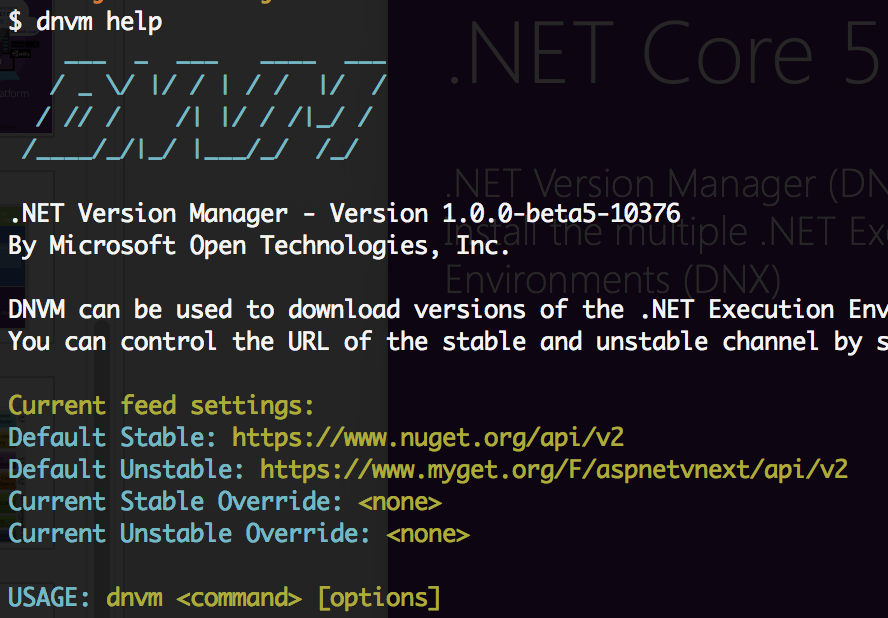 $ dnvm help
    ___  _  ___   ____  ___
   / _ \/ |/ / | / /  |/  /
  / // /    /| |/ / /|_/ /
 /____/_/|_/ |___/_/  /_/
.NET Version Manager - Version 1.0.0-beta5-10376
By Microsoft Open Technologies, Inc.
DNVM can be used to download versions of the .NET Execution Env
You can control the URL of the stable and unstable channel by s
Current feed settings:
Default Stable: https://www.nuget.org/api/v2
Default Unstable: https://www.myget.org/F/aspnetvnext/api/v2
Current Stable Override: <none>
Current Unstable Override: <none>
USAGE: dnvm <command> [options]
.NET Core 5
.NET Version Manager (DN
Install the multiple .NET Exe
Environments (DNX)
atform